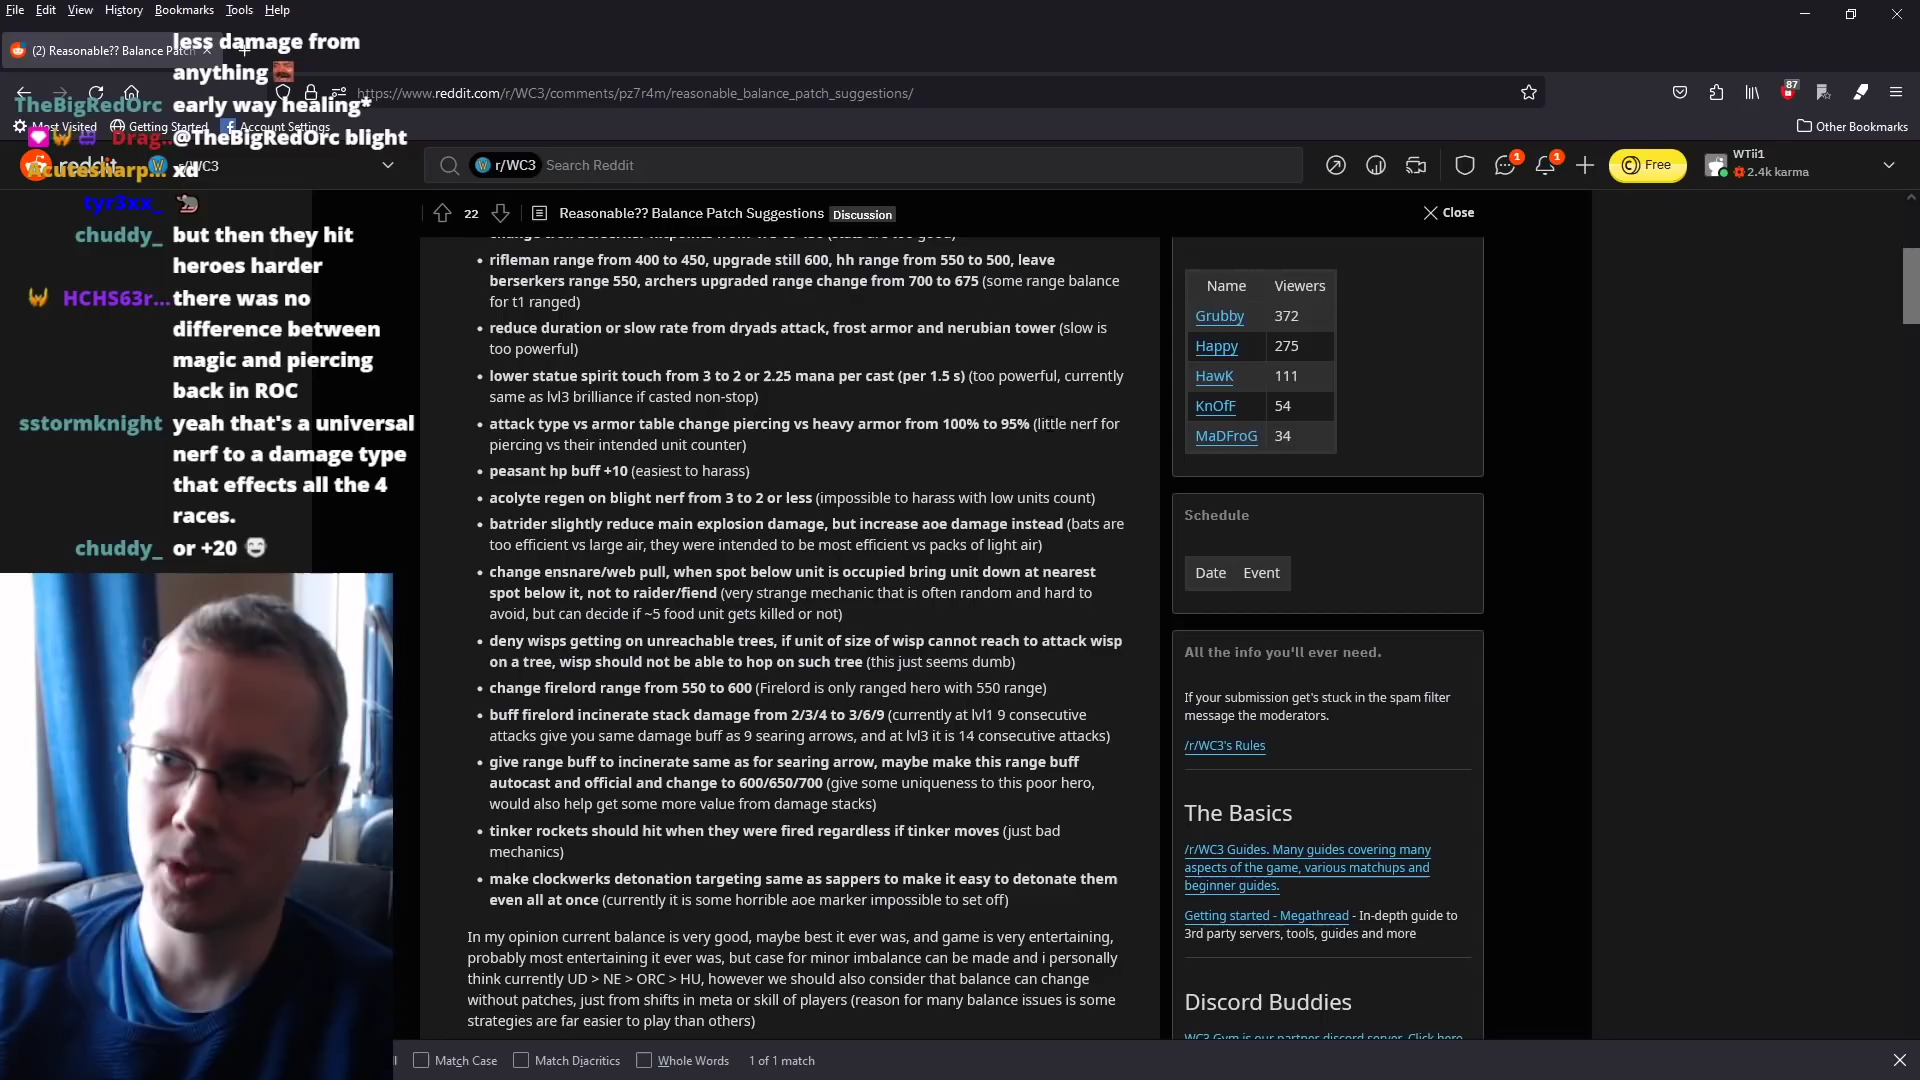 File Edit View History Bookmarks Tools Help
(2) Reasonable?? Balance Patch
https://www.reddit.com/r/WC3/comments/pz7r4m/reasonable_balance_patch_suggestions/
87
Most Visited Getting Started Account Settings
Other Bookmarks
less damage from
anything
TheBigRedOrc early way healing*
Drag... @TheBigRedOrc blight
Acutesharp... xd
tyr3xx_
chuddy_ but then they hit
heroes harder
HCHS63r... there was no
difference between
magic and piercing
back in ROC
sstormknight yeah that's a universal
nerf to a damage type
that effects all the 4
races.
chuddy_ or +20
reddit r/WC3
r/WC3 Search Reddit
1
1
Free
WTii1
2.4k karma
22 Reasonable?? Balance Patch Suggestions Discussion
Close
• rifleman range from 400 to 450, upgrade still 600, hh range from 550 to 500, leave
berserkers range 550, archers upgraded range change from 700 to 675 (some range balance
for t1 ranged)
• reduce duration or slow rate from dryads attack, frost armor and nerubian tower (slow is
too powerful)
• lower statue spirit touch from 3 to 2 or 2.25 mana per cast (per 1.5 s) (too powerful, currently
same as lvl3 brilliance if casted non-stop)
• attack type vs armor table change piercing vs heavy armor from 100% to 95% (little nerf for
piercing vs their intended unit counter)
• peasant hp buff +10 (easiest to harass)
• acolyte regen on blight nerf from 3 to 2 or less (impossible to harass with low units count)
• batrider slightly reduce main explosion damage, but increase aoe damage instead (bats are
too efficient vs large air, they were intended to be most efficient vs packs of light air)
• change ensnare/web pull, when spot below unit is occupied bring unit down at nearest
spot below it, not to raider/fiend (very strange mechanic that is often random and hard to
avoid, but can decide if ~5 food unit gets killed or not)
• deny wisps getting on unreachable trees, if unit of size of wisp cannot reach to attack wisp
on a tree, wisp should not be able to hop on such tree (this just seems dumb)
• change firelord range from 550 to 600 (Firelord is only ranged hero with 550 range)
• buff firelord incinerate stack damage from 2/3/4 to 3/6/9 (currently at lvl1 9 consecutive
attacks give you same damage buff as 9 searing arrows, and at lvl3 it is 14 consecutive attacks)
• give range buff to incinerate same as for searing arrow, maybe make this range buff
autocast and official and change to 600/650/700 (give some uniqueness to this poor hero,
would also help get some more value from damage stacks)
• tinker rockets should hit when they were fired regardless if tinker moves (just bad
mechanics)
• make clockwerks detonation targeting same as sappers to make it easy to detonate them
even all at once (currently it is some horrible aoe marker impossible to set off)
In my opinion current balance is very good, maybe best it ever was, and game is very entertaining,
probably most entertaining it ever was, but case for minor imbalance can be made and i personally
think currently UD > NE > ORC > HU, however we should also consider that balance can change
without patches, just from shifts in meta or skill of players (reason for many balance issues is some
strategies are far easier to play than others)
Name Viewers
Grubby 372
Happy 275
HawK 111
KnOfF 54
MaDFroG 34
Schedule
Date Event
All the info you'll ever need.
If your submission get's stuck in the spam filter
message the moderators.
/r/WC3's Rules
The Basics
/r/WC3 Guides. Many guides covering many
aspects of the game, various matchups and
beginner guides.
Getting started - Megathread - In-depth guide to
3rd party servers, tools, guides and more
Discord Buddies
WC3 Gym is our partner discord server. Click here
Match Case Match Diacritics Whole Words 1 of 1 match